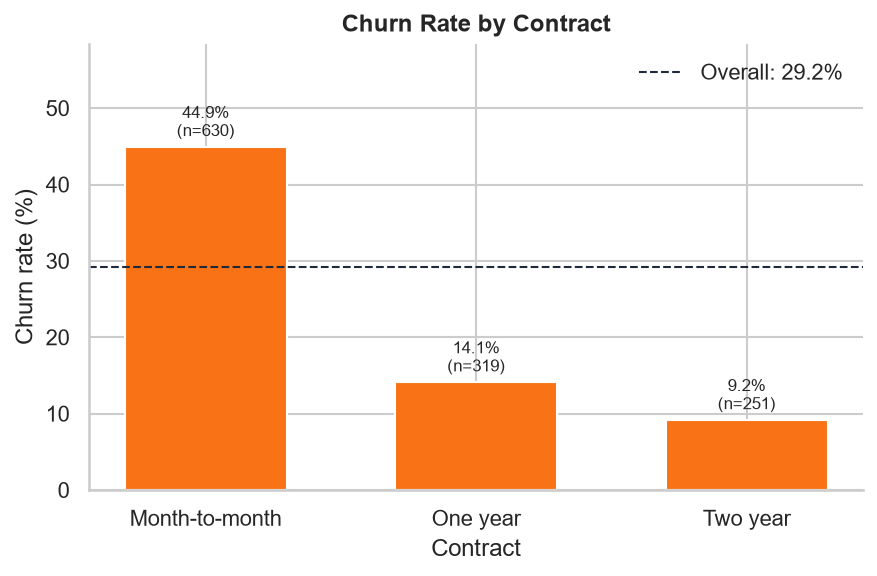 Churn Rate by Contract
Overall: 29.2%
Churn rate (%)
50
40
30
20
10
0
44.9%
(n=630)
14.1%
(n=319)
9.2%
(n=251)
Month-to-month
One year
Two year
Contract